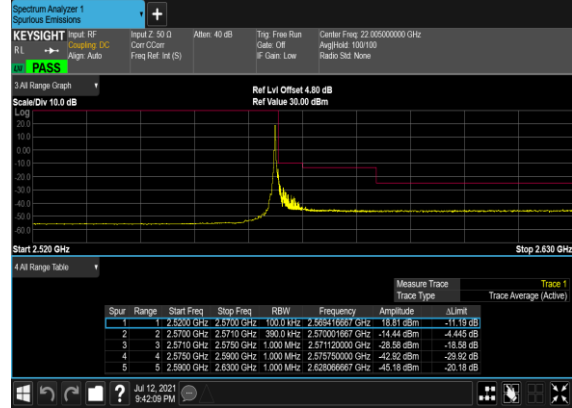 Spectrum Analyzer 1
Spurious Emissions
KEYSIGHT Input: RF Input Z: 50 Ω Atten: 40 dB Trig: Free Run Center Freq: 22.005000000 GHz
RL Coupling: DC Corr CCorr Gate: Off Avg|Hold: 100/100
Align: Auto Freq Ref: Int (S) IF Gain: Low Radio Std: None
PASS
3 All Range Graph
Ref Lvl Offset 4.80 dB
Scale/Div 10.0 dB Ref Value 30.00 dBm
Log
20.0
10.0
0.00
-10.0
-20.0
-30.0
-40.0
-50.0
-60.0
Start 2.520 GHz Stop 2.630 GHz
4 All Range Table
Measure Trace Trace 1
Trace Type Trace Average (Active)
Spur Range Start Freq Stop Freq RBW Frequency Amplitude ΔLimit
1 1 2.5200 GHz 2.5700 GHz 100.0 kHz 2.569416667 GHz 18.81 dBm -11.19 dB
2 2 2.5700 GHz 2.5710 GHz 390.0 kHz 2.570001667 GHz -14.44 dBm -4.445 dB
3 3 2.5710 GHz 2.5750 GHz 1.000 MHz 2.571120000 GHz -28.58 dBm -18.58 dB
4 4 2.5750 GHz 2.5900 GHz 1.000 MHz 2.575750000 GHz -42.92 dBm -29.92 dB
5 5 2.5900 GHz 2.6300 GHz 1.000 MHz 2.628066667 GHz -45.18 dBm -20.18 dB
? Jul 12, 2021
9:42:09 PM